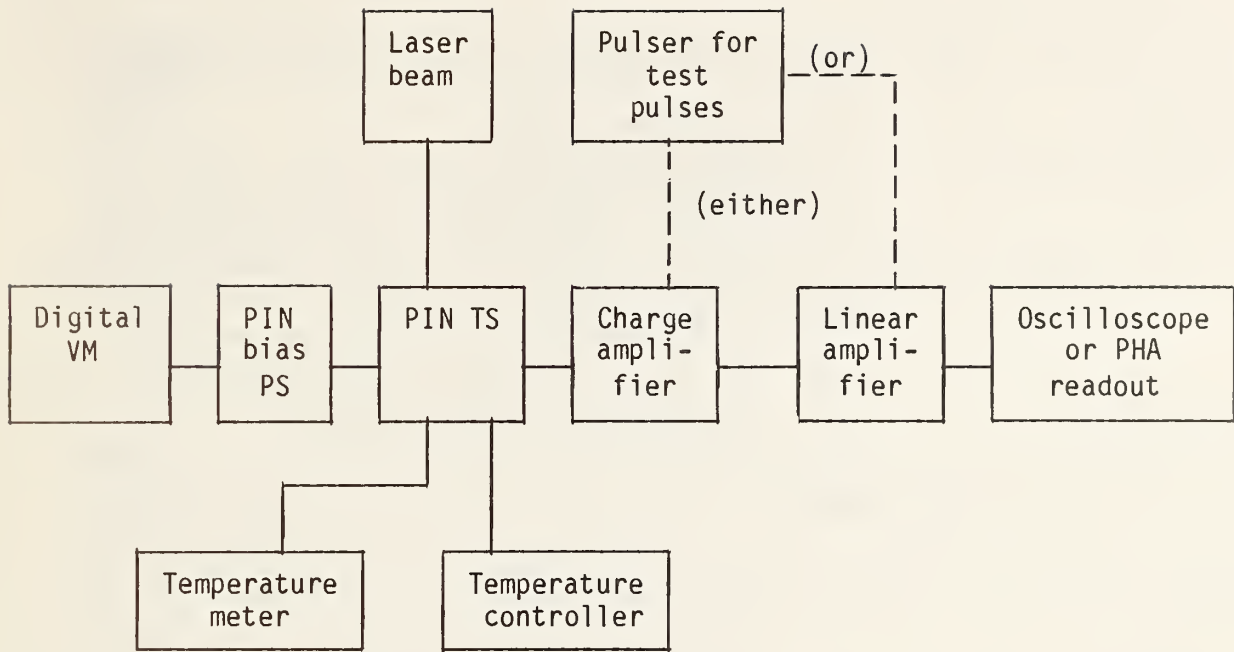 Laser
beam
Pulser for
test
pulses
(or)
(either)
Digital
VM
PIN
bias
PS
PIN TS
Charge
ampli-
fier
Linear
ampli-
fier
Oscilloscope
or PHA
readout
Temperature
meter
Temperature
controller